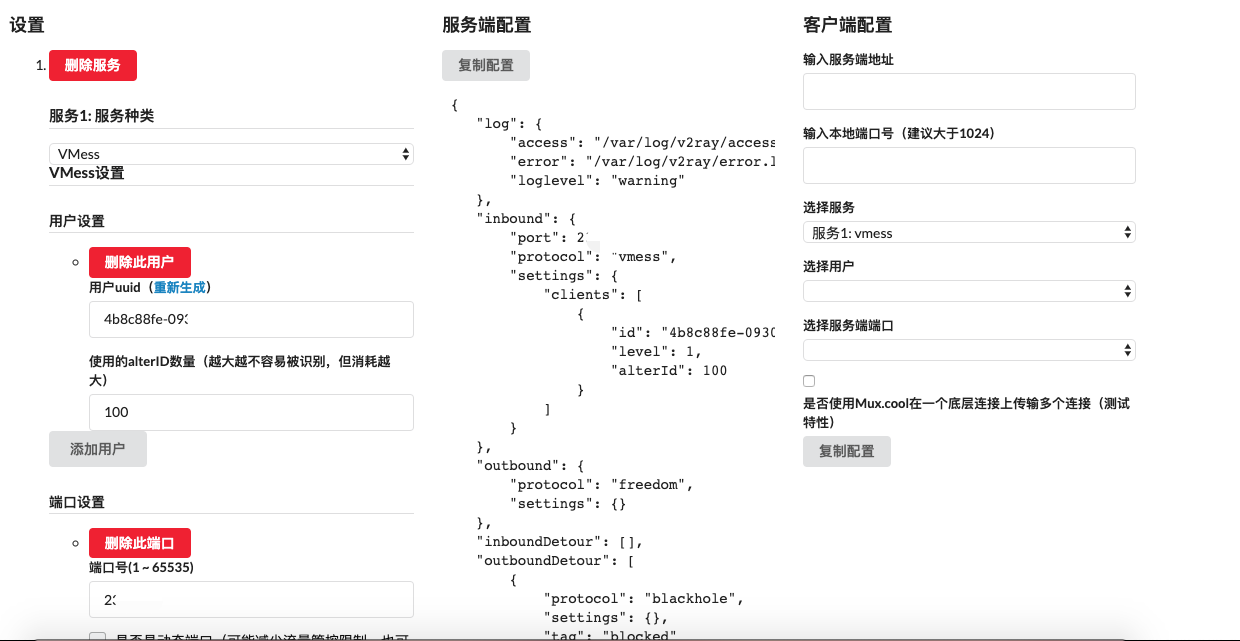 设置
1. 删除服务
服务1: 服务种类
VMess
VMess设置
用户设置
删除此用户
用户uuid（重新生成）
4b8c88fe-093
使用的alterID数量（越大越不容易被识别，但消耗越
大）
100
添加用户
端口设置
删除此端口
端口号(1 ~ 65535)
服务端配置
复制配置
{
"log": {
"access": "/var/log/v2ray/access
"error": "/var/log/v2ray/error.l
"loglevel": "warning"
},
"inbound": {
"port": 2
"protocol": "vmess",
"settings": {
"clients": [
{
"id": "4b8c88fe-0930
"level": 1,
"alterId": 100
}
]
}
},
"outbound": {
"protocol": "freedom",
"settings": {}
},
"inboundDetour": [],
"outboundDetour": [
{
"protocol": "blackhole",
"settings": {},
"tag": "blocked"
客户端配置
输入服务端地址
输入本地端口号（建议大于1024）
选择服务
服务1: vmess
选择用户
选择服务端端口
是否使用Mux.cool在一个底层连接上传输多个连接（测试
特性）
复制配置